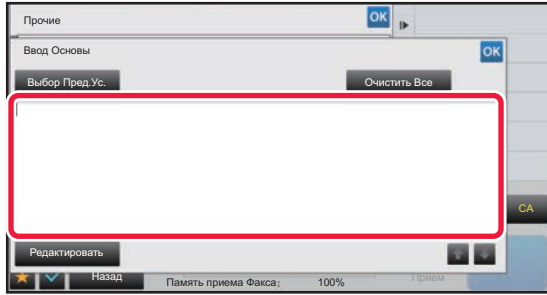 Прочие
OK
Ввод Основы
OK
Выбор Пред.Ус.
Очистить Все
CA
Редактировать
Назад
Память приема Факса:
100%
Прием